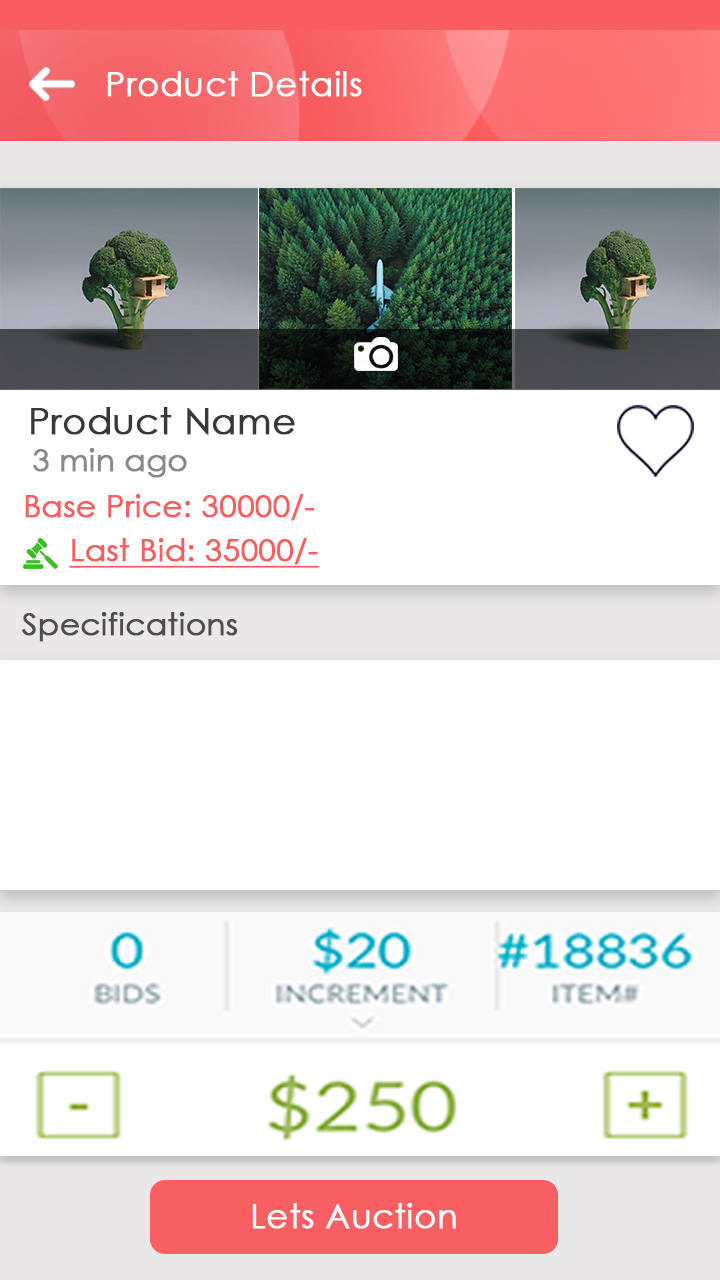 Product Details
Product Name
3 min ago
Base Price: 30000/-
Last Bid: 35000/-
Specifications
0 $20 #18836
BIDS INCREMENT ITEM#
- $250 +
Lets Auction